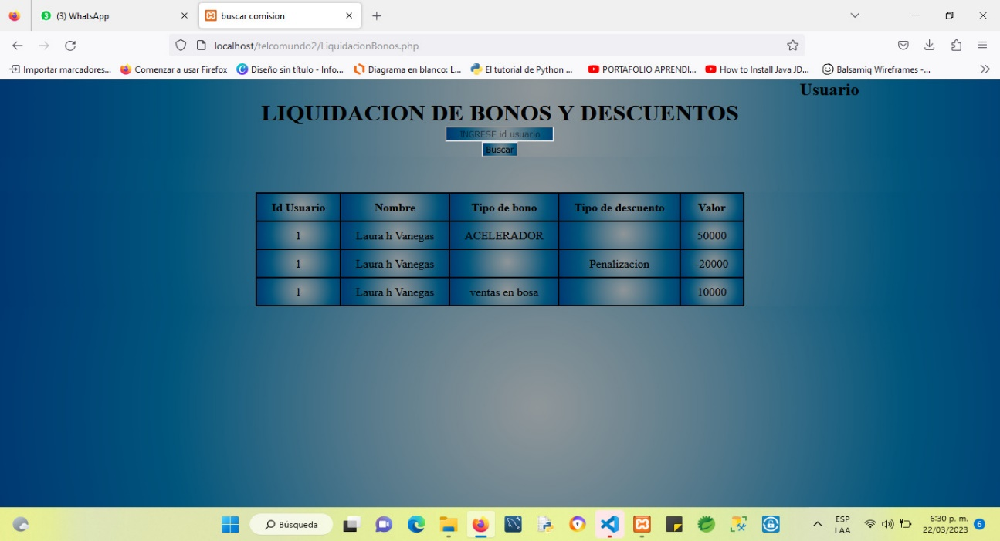 3 (3) WhatsApp
buscar comision
localhost/telcomundo2/LiquidacionBonos.php
Importar marcadores... Comenzar a usar Firefox Diseño sin título - Info... Diagrama en blanco: L... El tutorial de Python ... PORTAFOLIO APRENDI... How to Install Java JD... Balsamiq Wireframes -...
Usuario
LIQUIDACION DE BONOS Y DESCUENTOS
INGRESE id usuario
Buscar
Id Usuario Nombre Tipo de bono Tipo de descuento Valor
1 Laura h Vanegas ACELERADOR 50000
1 Laura h Vanegas Penalizacion -20000
1 Laura h Vanegas ventas en bosa 10000
Búsqueda
ESP
LAA
6:30 p. m.
22/03/2023
6